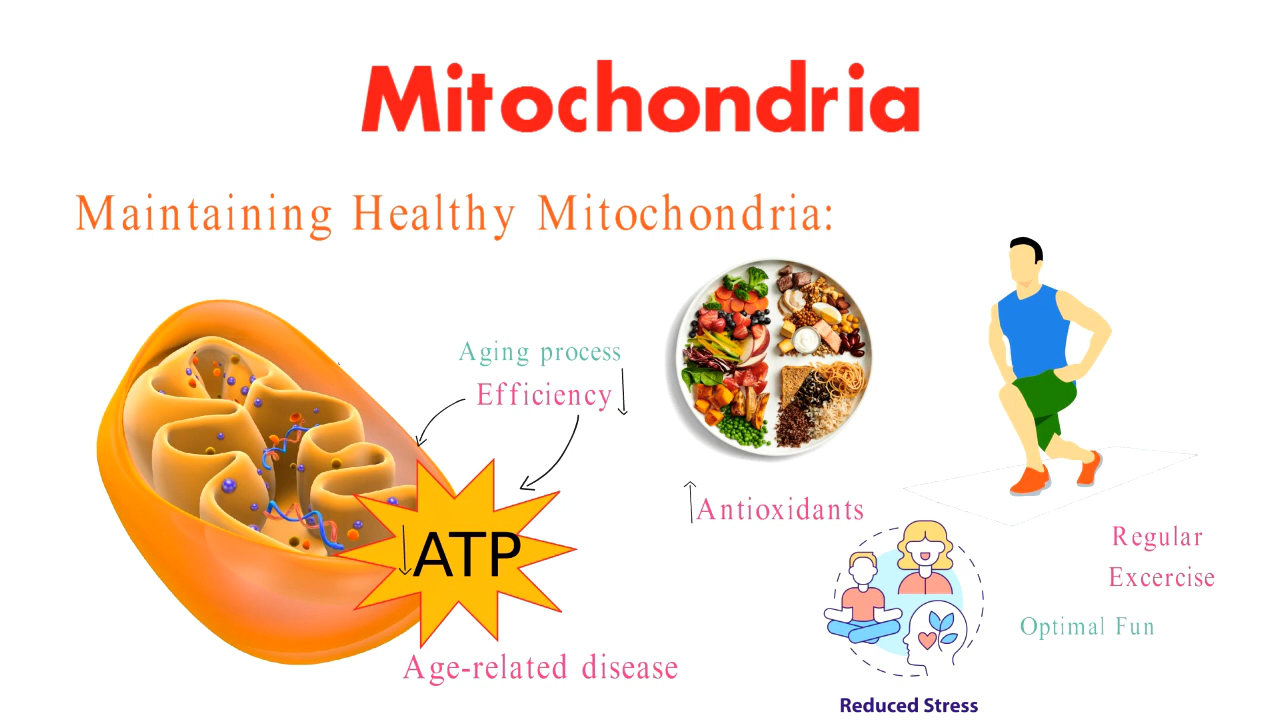 Mitochondria
Maintaining Healthy Mitochondria:
Aging process
Efficiency
ATP
Age-related disease
Antioxidants
Regular
Excercise
Optimal Fun
Reduced Stress